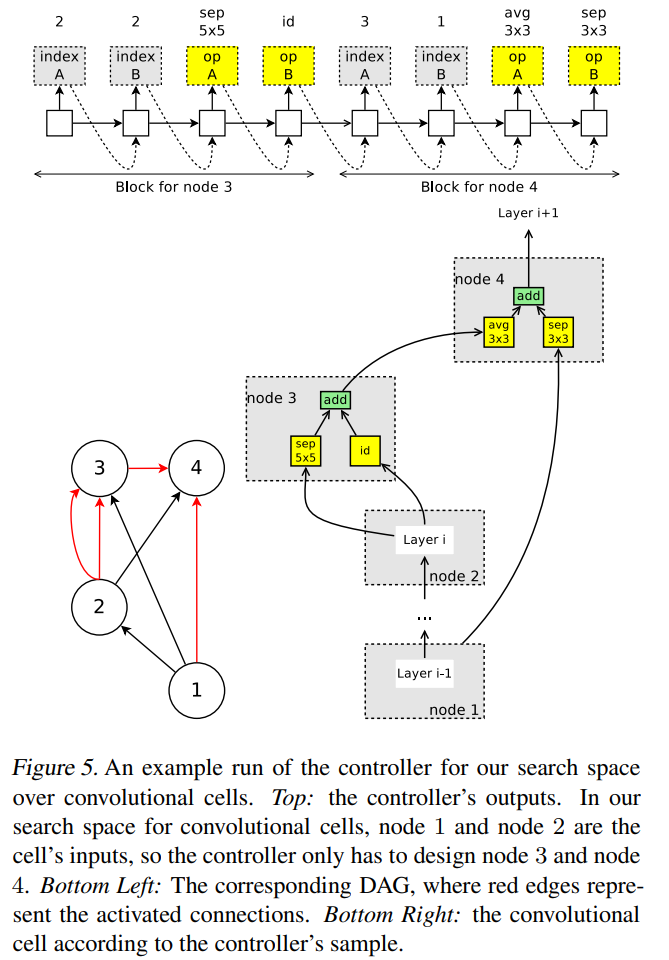 2 2 sep 5x5 id 3 1 avg 3x3 sep 3x3
index A index B op A op B index A index B op A op B
Block for node 3 Block for node 4
Layer i+1
node 4
add
avg 3x3 sep 3x3
node 3
add
sep 5x5 id
Layer i
node 2
...
Layer i-1
node 1
3 4
2
1
Figure 5. An example run of the controller for our search space
over convolutional cells. Top: the controller's outputs. In our
search space for convolutional cells, node 1 and node 2 are the
cell's inputs, so the controller only has to design node 3 and node
4. Bottom Left: The corresponding DAG, where red edges repre-
sent the activated connections. Bottom Right: the convolutional
cell according to the controller's sample.